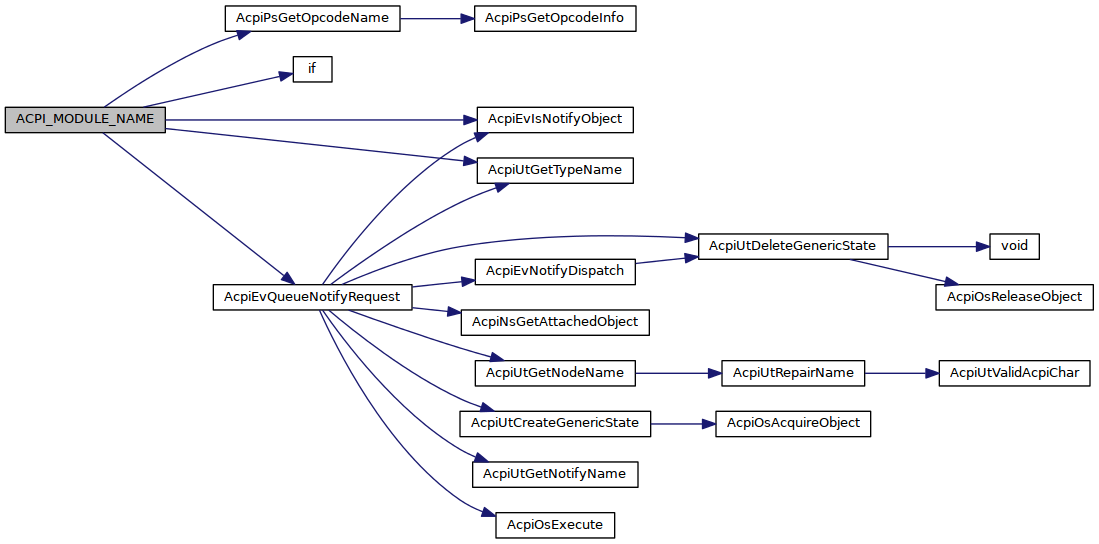 AcpiPsGetOpcodeName
AcpiPsGetOpcodeInfo
if
ACPI_MODULE_NAME
AcpiEvIsNotifyObject
AcpiUtGetTypeName
AcpiUtDeleteGenericState
void
AcpiEvNotifyDispatch
AcpiEvQueueNotifyRequest
AcpiOsReleaseObject
AcpiNsGetAttachedObject
AcpiUtGetNodeName
AcpiUtRepairName
AcpiUtValidAcpiChar
AcpiUtCreateGenericState
AcpiOsAcquireObject
AcpiUtGetNotifyName
AcpiOsExecute